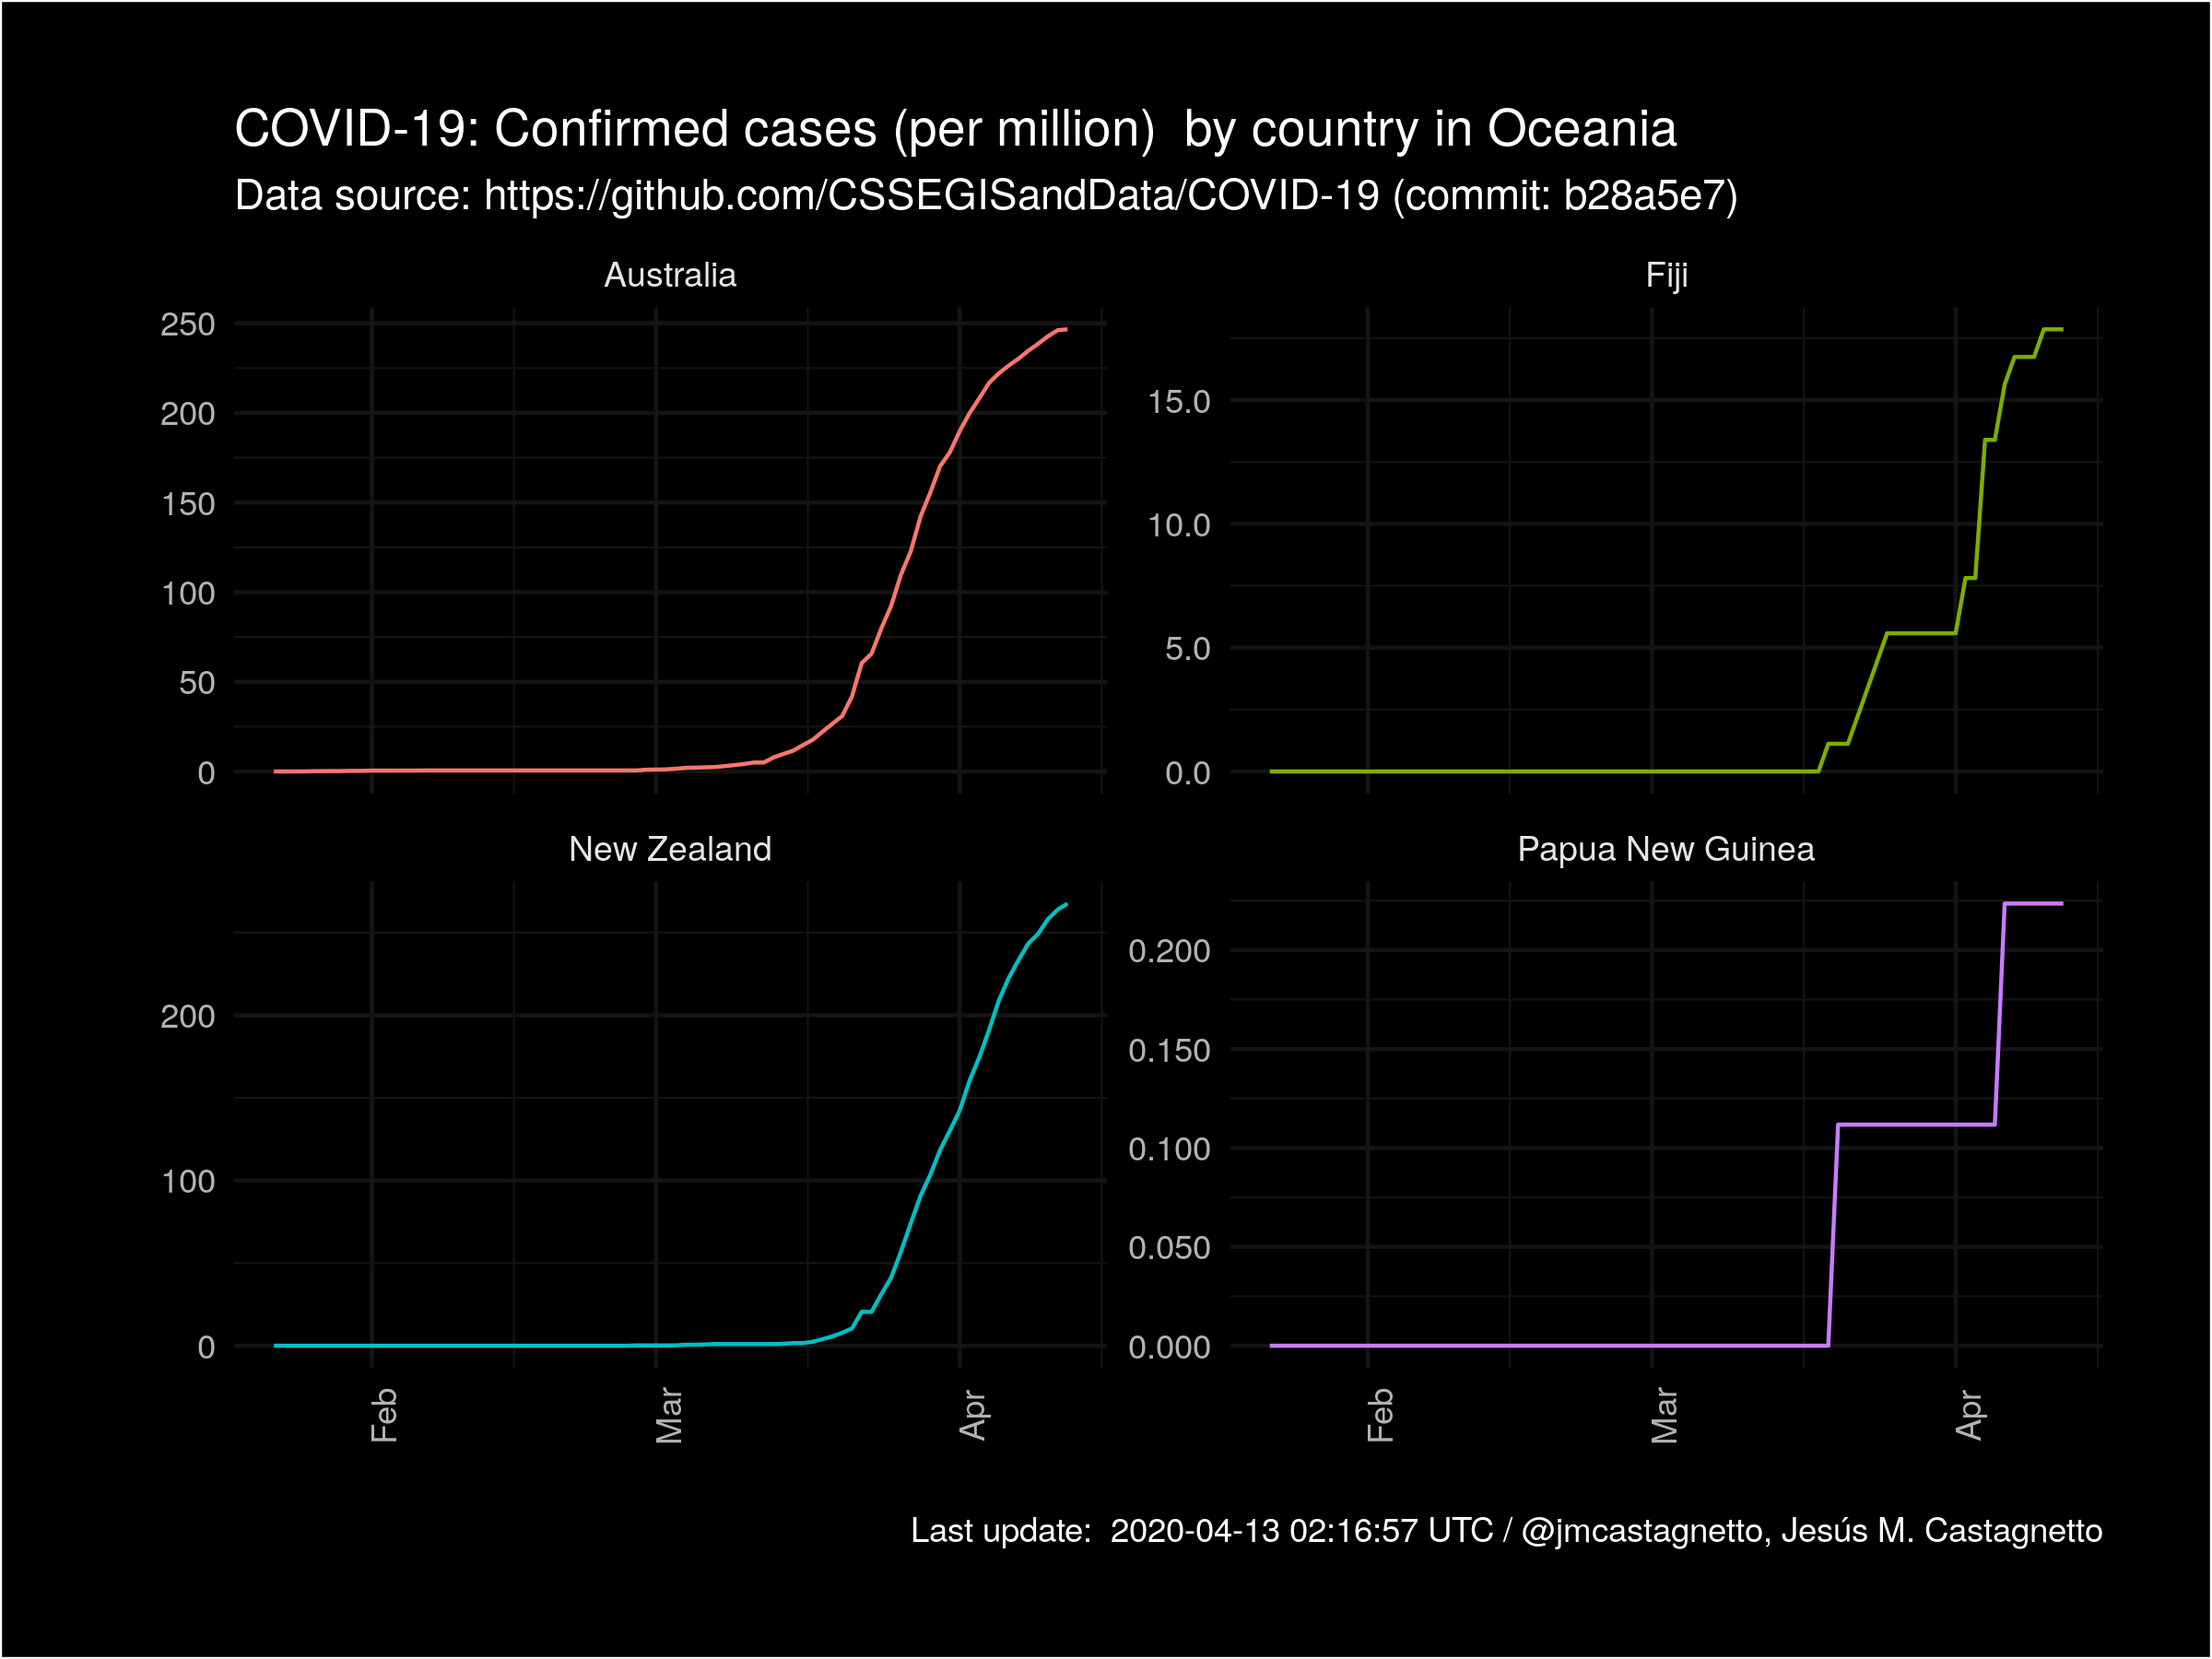 COVID-19: Confirmed cases (per million)  by country in Oceania
Data source: https://github.com/CSSEGISandData/COVID-19 (commit: b28a5e7)
Australia
250
200
150
100
50
0
Fiji
15.0
10.0
5.0
0.0
New Zealand
200
100
0
Papua New Guinea
0.200
0.150
0.100
0.050
0.000
Feb
Mar
Apr
Feb
Mar
Apr
Last update:  2020-04-13 02:16:57 UTC / @jmcastagnetto, Jesús M. Castagnetto